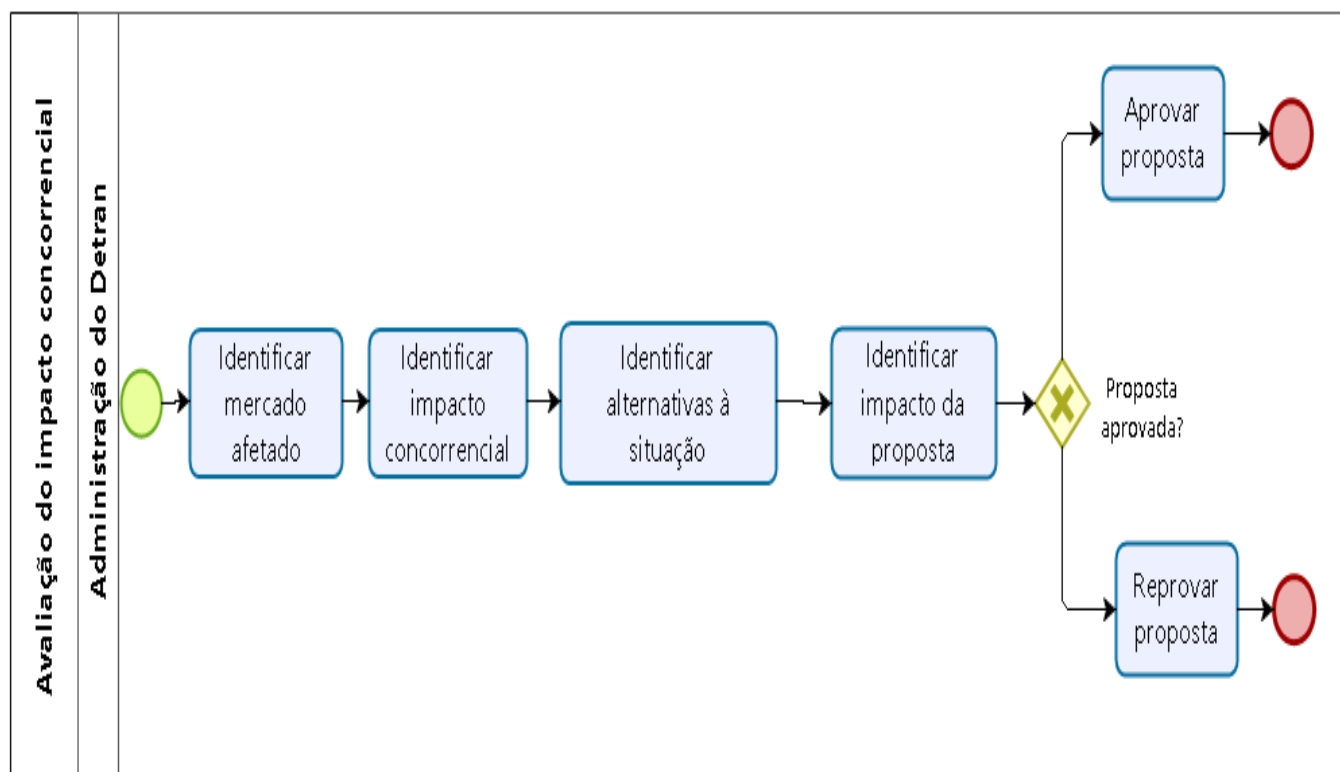 Avaliação do impacto concorrencial
Administração do Detran
Identificar
mercado
afetado
Identificar
impacto
concorrencial
Identificar
alternativas à
situação
Identificar
impacto da
proposta
Proposta
aprovada?
Aprovar
proposta
Reprovar
proposta